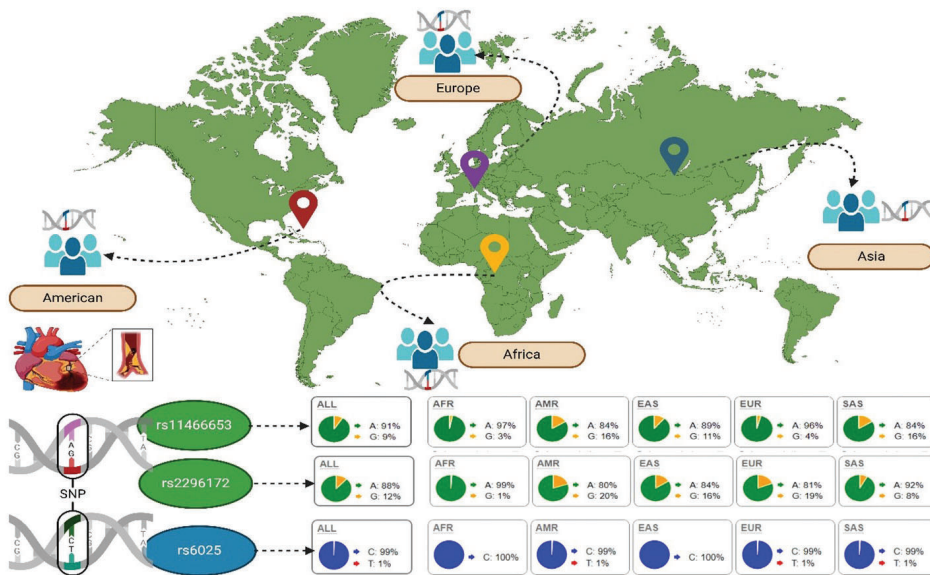 Europe
American
Asia
Africa
SNP
A G
C T
C G
T A
C G
T A
rs11466653
ALL
A: 91%
G: 9%
AFR
A: 97%
G: 3%
AMR
A: 84%
G: 16%
EAS
A: 89%
G: 11%
EUR
A: 96%
G: 4%
SAS
A: 84%
G: 16%
rs2296172
ALL
A: 88%
G: 12%
AFR
A: 99%
G: 1%
AMR
A: 80%
G: 20%
EAS
A: 84%
G: 16%
EUR
A: 81%
G: 19%
SAS
A: 92%
G: 8%
rs6025
ALL
C: 99%
T: 1%
AFR
C: 100%
AMR
C: 99%
T: 1%
EAS
C: 100%
EUR
C: 99%
T: 1%
SAS
C: 99%
T: 1%